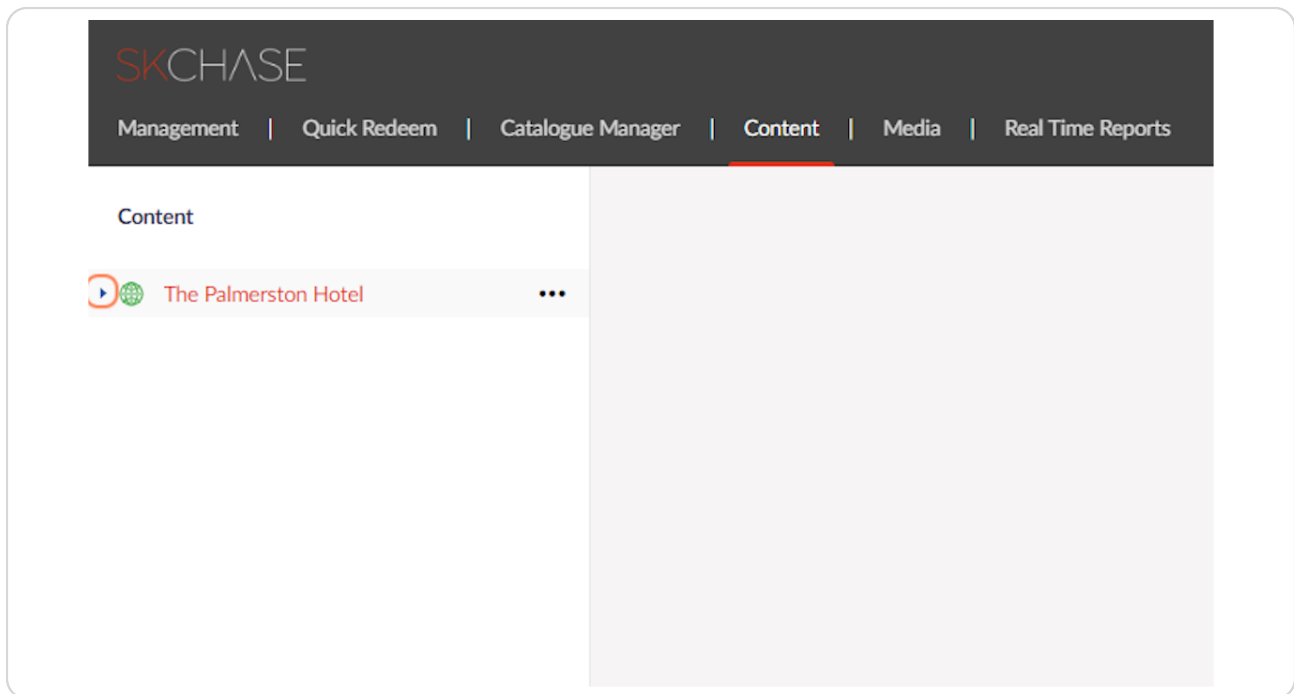 SKCHASE
Management | Quick Redeem | Catalogue Manager | Content | Media | Real Time Reports
Content
The Palmerston Hotel